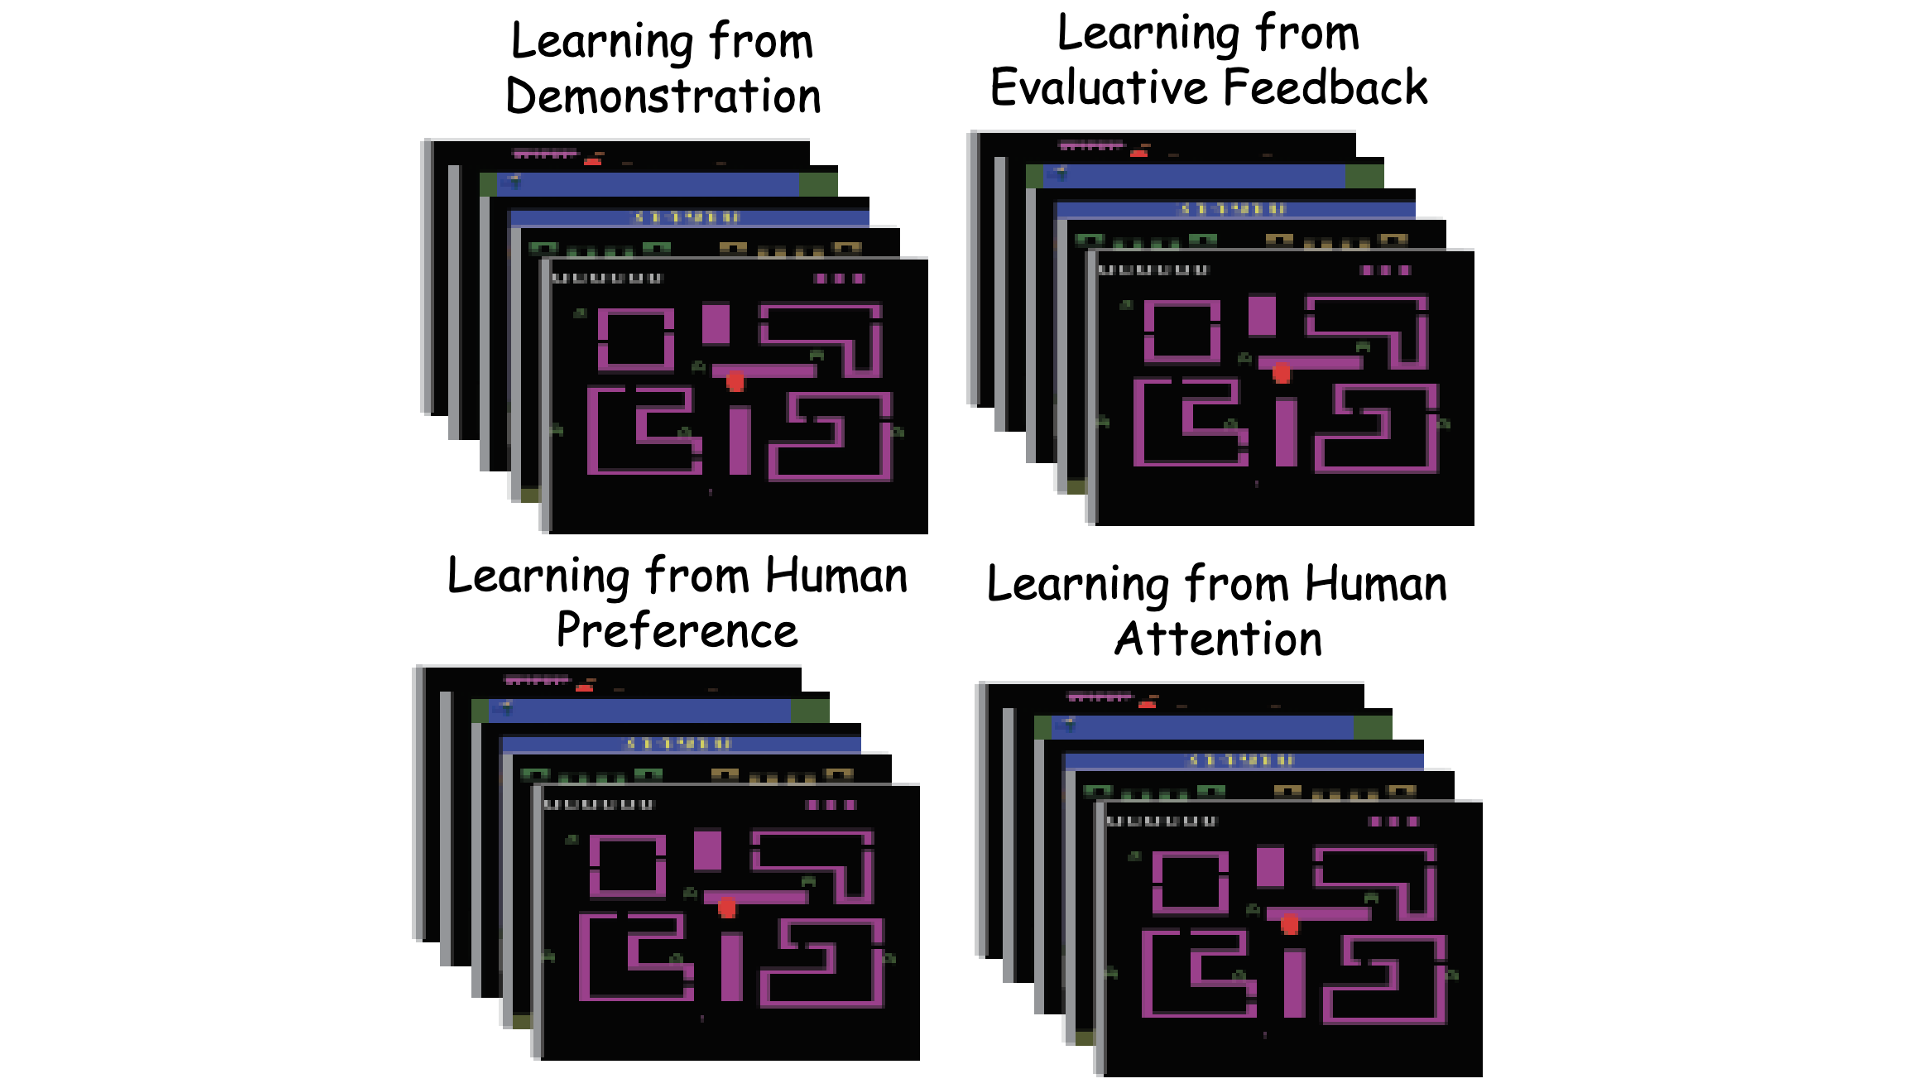 Learning from
Demonstration
Learning from
Evaluative Feedback
Learning from Human
Preference
Learning from Human
Attention